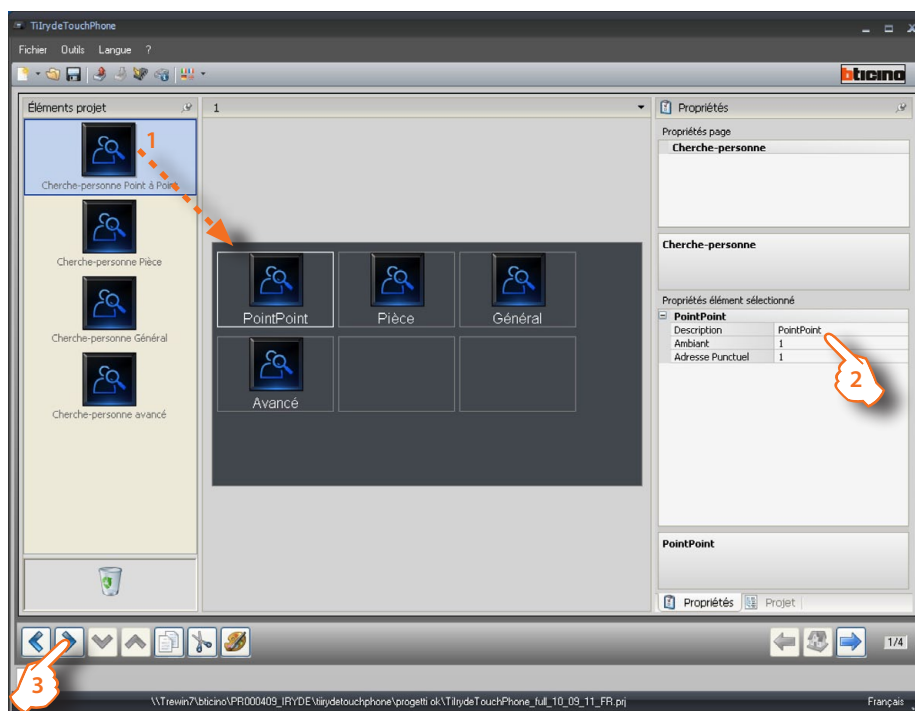 TiIrydeTouchPhone
Fichier Outils Langue ?
bticino
Éléments projet
1
Propriétés
1
Cherche-personne Point à Point
Cherche-personne Pièce
Cherche-personne Général
Cherche-personne avancé
PointPoint
Pièce
Général
Avancé
Propriétés page
Cherche-personne
Cherche-personne
Propriétés élément sélectionné
PointPoint
Description PointPoint
Ambiant 1
Adresse Punctuel 1
2
PointPoint
Propriétés Projet
1/4
3
\\Trewin7\bticino\PR000409_IRYDE\tiirydetouchphone\progetti ok\TiIrydeTouchPhone_full_10_09_11_FR.prj
Français